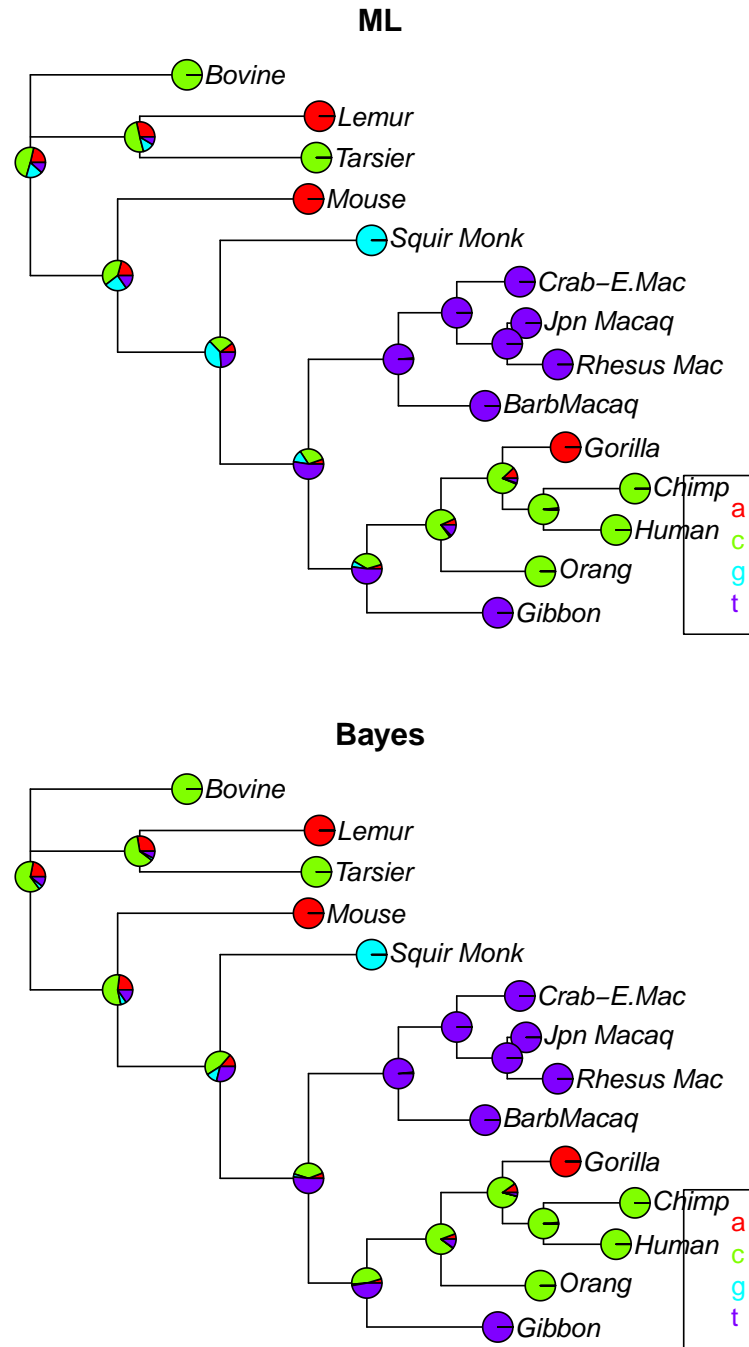 ML
Bovine
Lemur
Tarsier
Mouse
Squir Monk
Crab−E.Mac
Jpn Macaq
Rhesus Mac
BarbMacaq
Gorilla
Chimp
a
Human
c
Orang
g
t
Gibbon
Bayes
Bovine
Lemur
Tarsier
Mouse
Squir Monk
Crab−E.Mac
Jpn Macaq
Rhesus Mac
BarbMacaq
Gorilla
Chimp
a
Human
c
Orang
g
t
Gibbon